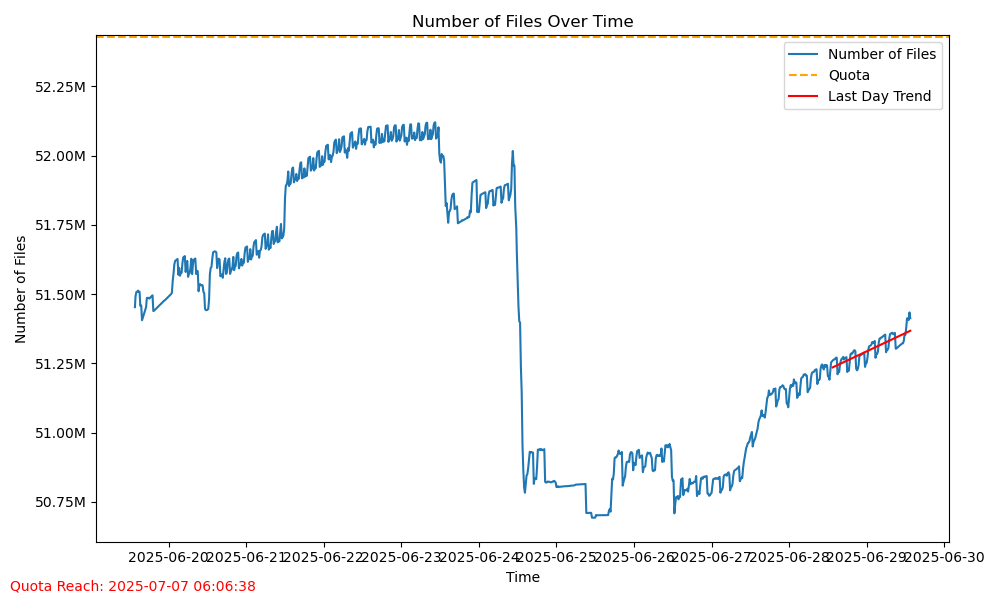 Number of Files Over Time
Number of Files
Quota
Last Day Trend
52.25M
52.00M
51.75M
51.50M
51.25M
51.00M
50.75M
Number of Files
2025-06-20
2025-06-21
2025-06-22
2025-06-23
2025-06-24
2025-06-25
2025-06-26
2025-06-27
2025-06-28
2025-06-29
2025-06-30
Time
Quota Reach: 2025-07-07 06:06:38